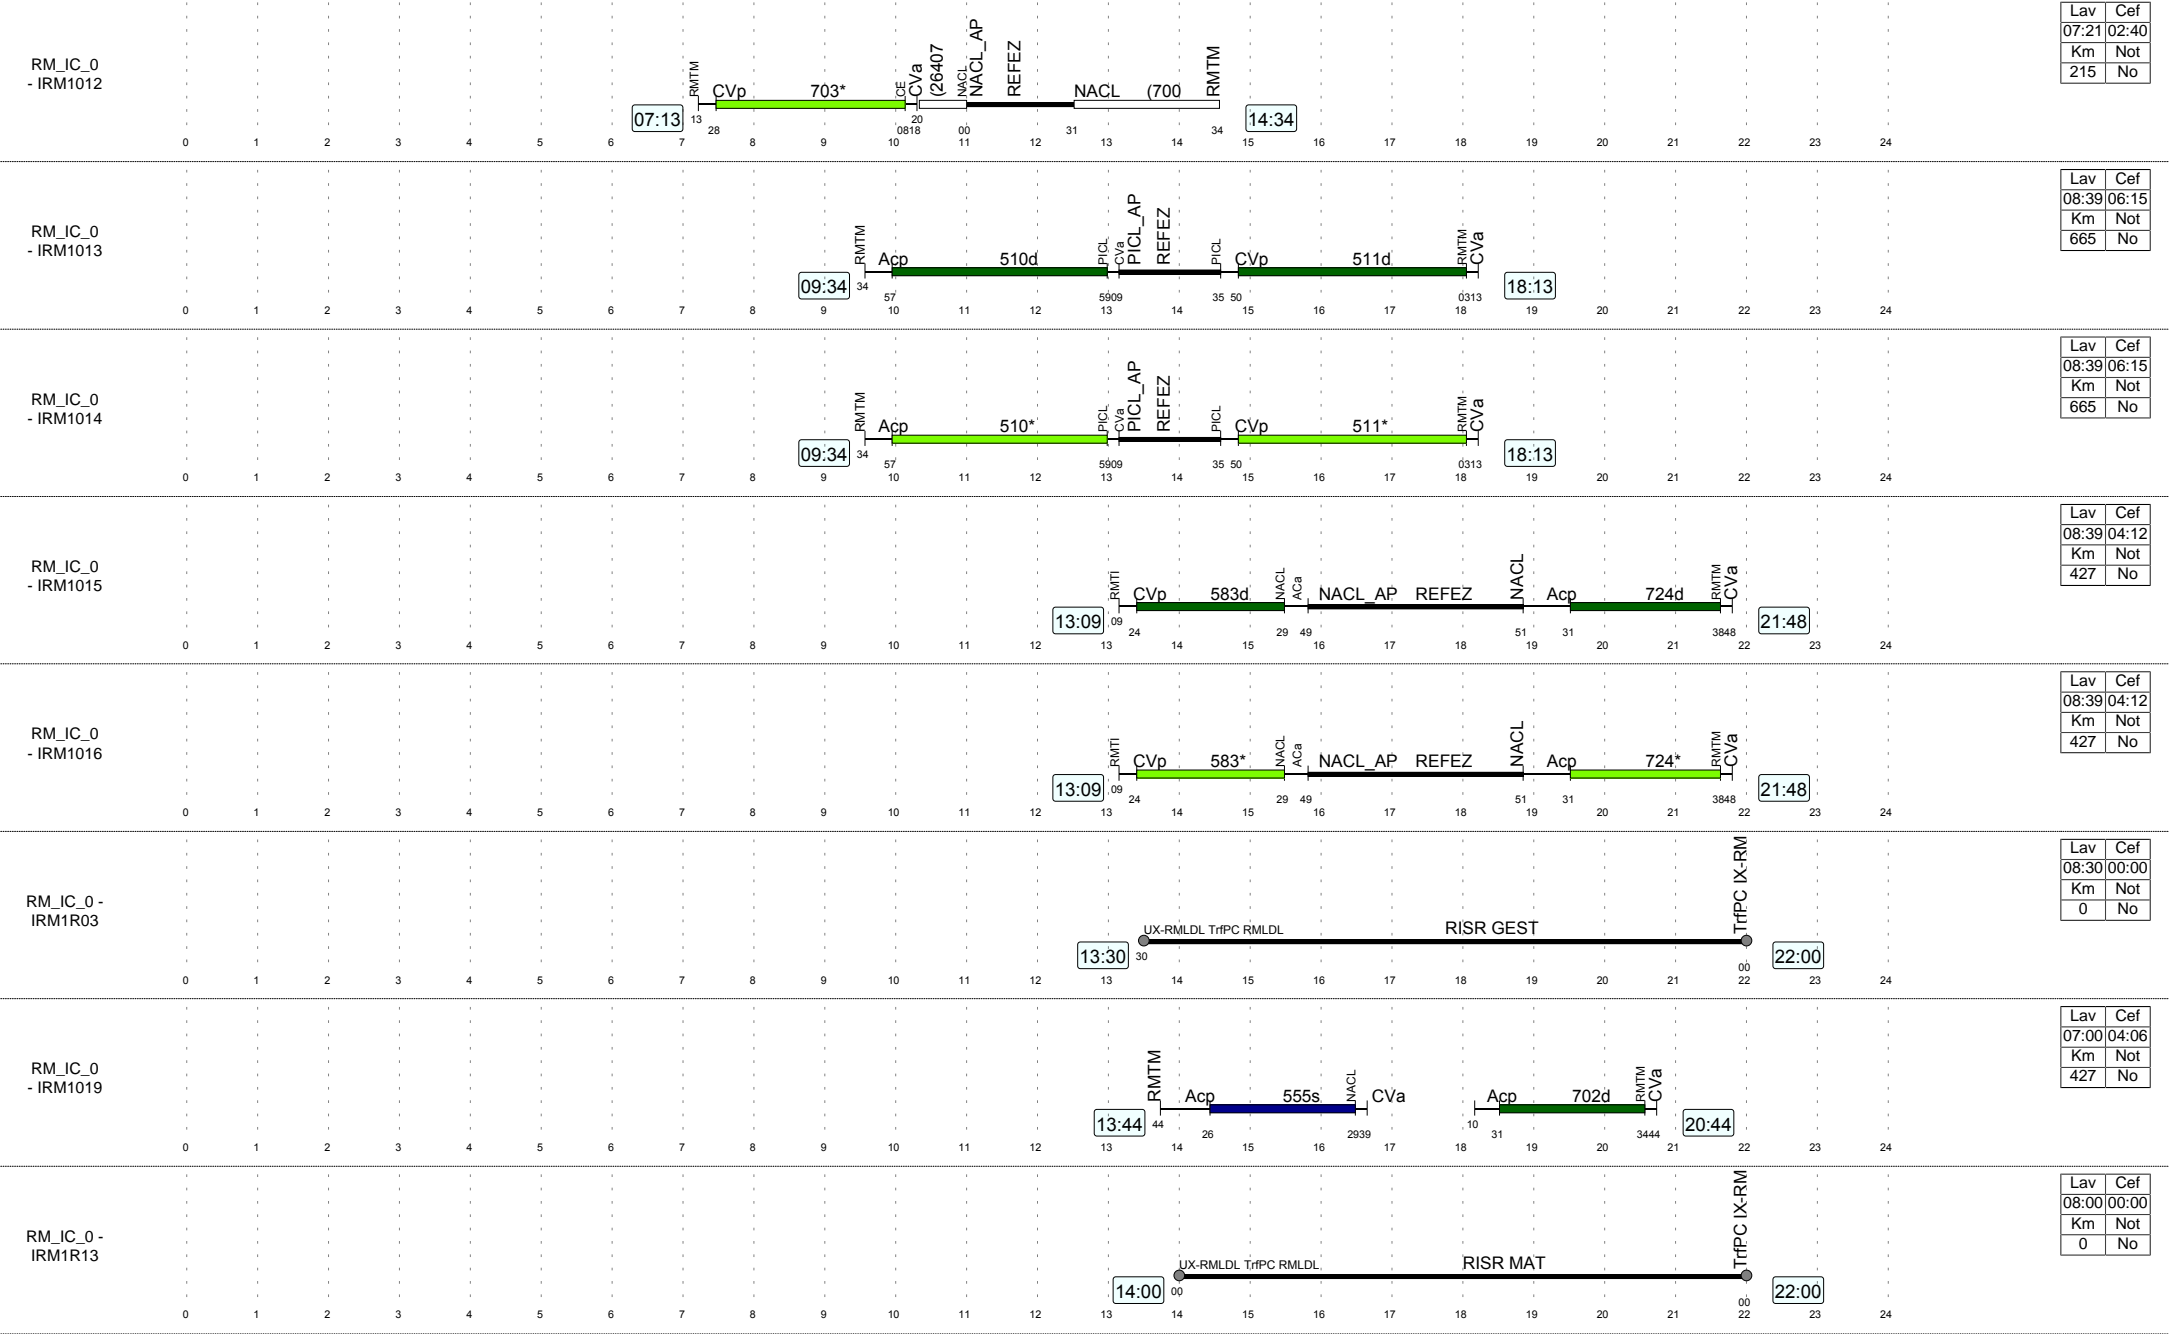 RM_IC_0
- IRM1012
RMTM CVp 703* CE CVa (26407 NACL NACL_AP REFEZ NACL (700 RMTM
07:13 13 28 0818 20 00 31 34 14:34
0 1 2 3 4 5 6 7 8 9 10 11 12 13 14 15 16 17 18 19 20 21 22 23 24
Lav Cef
07:21 02:40
Km Not
215 No
RM_IC_0
- IRM1013
RMTM Acp 510d PICL CVa PICL_AP REFEZ PICL CVp 511d RMTM CVa
09:34 34 57 5909 35 50 0313 18:13
0 1 2 3 4 5 6 7 8 9 10 11 12 13 14 15 16 17 18 19 20 21 22 23 24
Lav Cef
08:39 06:15
Km Not
665 No
RM_IC_0
- IRM1014
RMTM Acp 510* PICL CVa PICL_AP REFEZ PICL CVp 511* RMTM CVa
09:34 34 57 5909 35 50 0313 18:13
0 1 2 3 4 5 6 7 8 9 10 11 12 13 14 15 16 17 18 19 20 21 22 23 24
Lav Cef
08:39 06:15
Km Not
665 No
RM_IC_0
- IRM1015
RMTi CVp 583d NACL ACa NACL_AP REFEZ NACL Acp 724d RMTM CVa
13:09 09 24 29 49 51 31 3848 21:48
0 1 2 3 4 5 6 7 8 9 10 11 12 13 14 15 16 17 18 19 20 21 22 23 24
Lav Cef
08:39 04:12
Km Not
427 No
RM_IC_0
- IRM1016
RMTi CVp 583* NACL ACa NACL_AP REFEZ NACL Acp 724* RMTM CVa
13:09 09 24 29 49 51 31 3848 21:48
0 1 2 3 4 5 6 7 8 9 10 11 12 13 14 15 16 17 18 19 20 21 22 23 24
Lav Cef
08:39 04:12
Km Not
427 No
RM_IC_0 -
IRM1R03
UX-RMLDL TrfPC RMLDL RISR GEST TrfPC IX-RM
13:30 30 00 22:00
0 1 2 3 4 5 6 7 8 9 10 11 12 13 14 15 16 17 18 19 20 21 22 23 24
Lav Cef
08:30 00:00
Km Not
0 No
RM_IC_0
- IRM1019
RMTM Acp 555s NACL CVa Acp 702d RMTM CVa
13:44 44 26 2939 10 31 3444 20:44
0 1 2 3 4 5 6 7 8 9 10 11 12 13 14 15 16 17 18 19 20 21 22 23 24
Lav Cef
07:00 04:06
Km Not
427 No
RM_IC_0 -
IRM1R13
UX-RMLDL TrfPC RMLDL RISR MAT TrfPC IX-RM
14:00 00 00 22:00
0 1 2 3 4 5 6 7 8 9 10 11 12 13 14 15 16 17 18 19 20 21 22 23 24
Lav Cef
08:00 00:00
Km Not
0 No